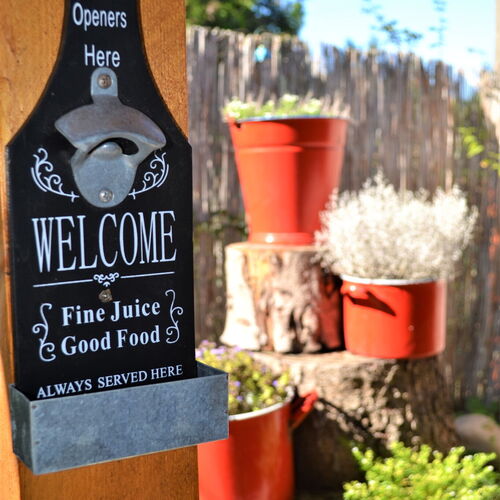 Openers
Here
WELCOME
Fine Juice
Good Food
ALWAYS SERVED HERE